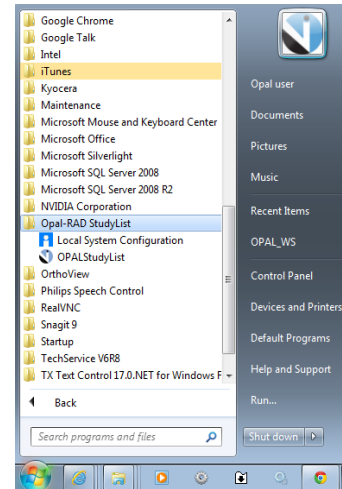 Google Chrome
Google Talk
Intel
iTunes
Kyocera
Maintenance
Microsoft Mouse and Keyboard Center
Microsoft Office
Microsoft Silverlight
Microsoft SQL Server 2008
Microsoft SQL Server 2008 R2
NVIDIA Corporation
Opal-RAD StudyList
Local System Configuration
OPALStudyList
OrthoView
Philips Speech Control
RealVNC
Snagit 9
Startup
TechService V6R8
TX Text Control 17.0.NET for Windows F
Back
Search programs and files
Opal user
Documents
Pictures
Music
Recent Items
OPAL_WS
Control Panel
Devices and Printers
Default Programs
Help and Support
Run...
Shut down